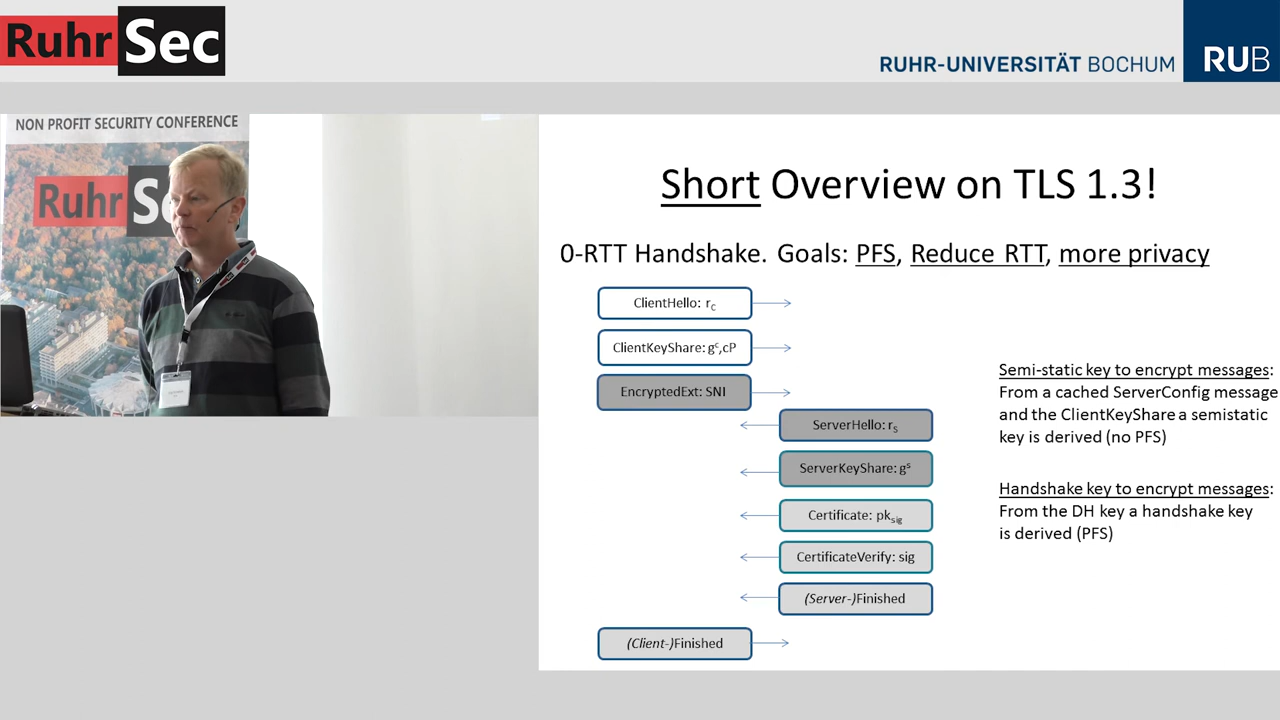 RuhrSec
RUHR-UNIVERSITÄT BOCHUM
RUB
NON PROFIT SECURITY CONFERENCE
RuhrSe
Short Overview on TLS 1.3!
0-RTT Handshake. Goals: PFS, Reduce RTT, more privacy
ClientHello: rC
ClientKeyShare: gc,cP
EncryptedExt: SNI
ServerHello: rS
ServerKeyShare: gs
Certificate: pksig
CertificateVerify: sig
(Server-)Finished
(Client-)Finished
Semi-static key to encrypt messages:
From a cached ServerConfig message
and the ClientKeyShare a semistatic
key is derived (no PFS)
Handshake key to encrypt messages:
From the DH key a handshake key
is derived (PFS)